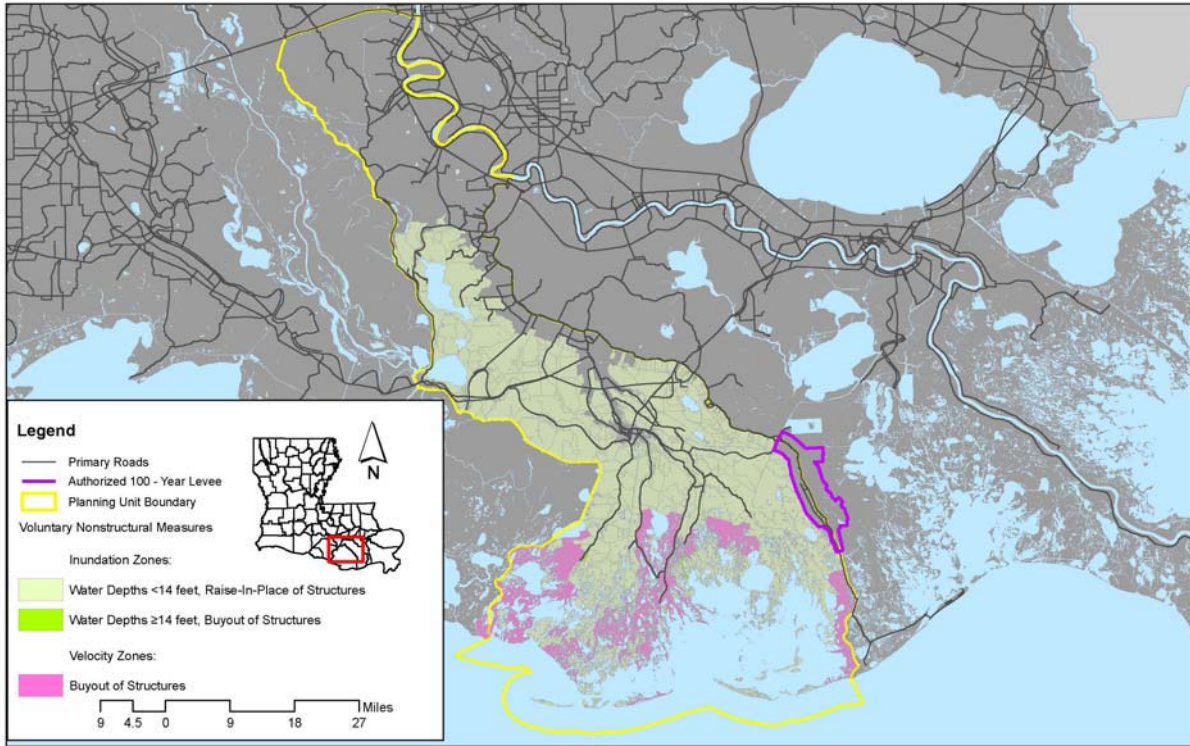 Legend
N
Primary Roads
Authorized 100 - Year Levee
Planning Unit Boundary
Voluntary Nonstructural Measures
Inundation Zones:
Water Depths <14 feet, Raise-In-Place of Structures
Water Depths ≥14 feet, Buyout of Structures
Velocity Zones:
Buyout of Structures
Miles
9 4.5 0 9 18 27